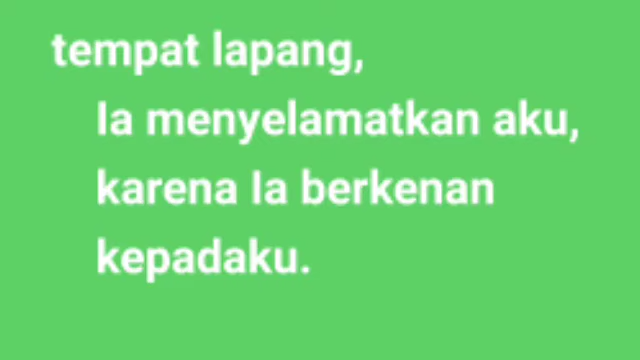 tempat lapang,
Ia menyelamatkan aku,
karena Ia berkenan
kepadaku.